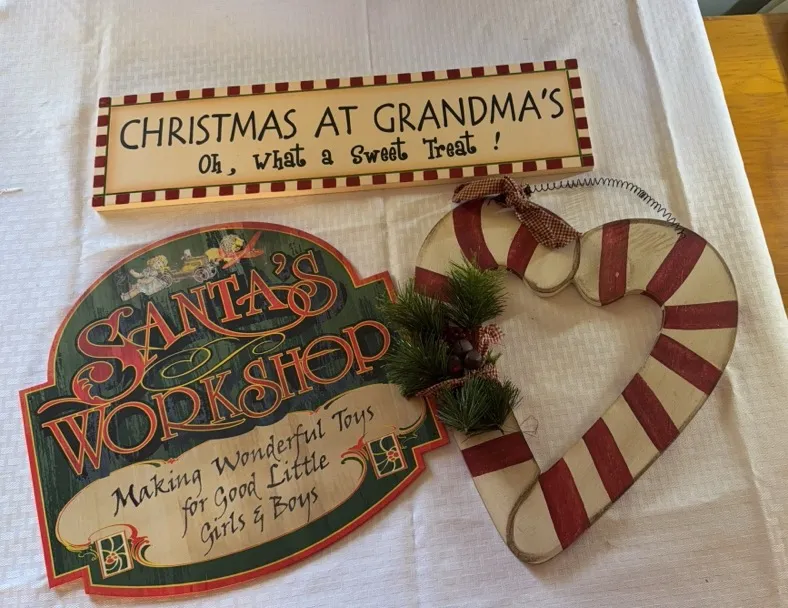 CHRISTMAS AT GRANDMA'S
Oh, What a Sweet Treat!
SANTA'S
WORKSHOP
Making Wonderful Toys
for Good Little
Girls & Boys